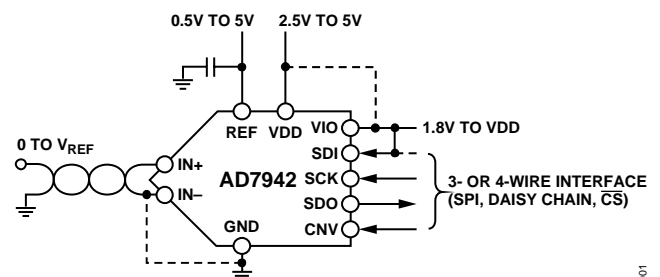 0.5V TO 5V 2.5V TO 5V
REF VDD VIO 1.8V TO VDD
0 TO VREF
SDI
IN+
AD7942 SCK 3- OR 4-WIRE INTERFACE
IN– SDO (SPI, DAISY CHAIN, CS)
GND CNV